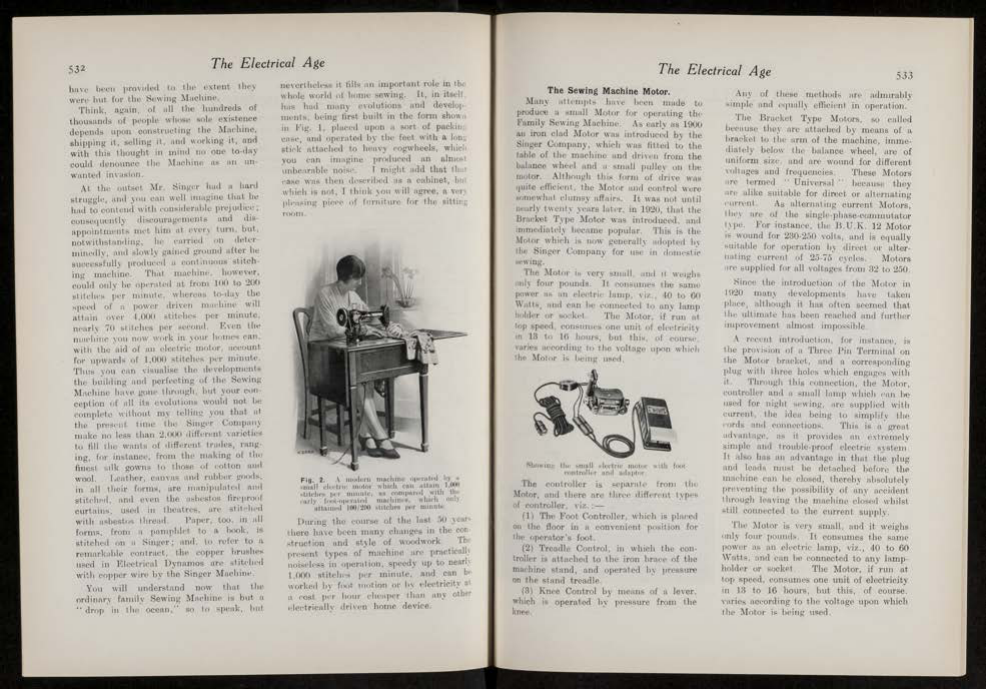 532
The Electrical Age
have been provided to the extent they
were but for the Sewing Machine.
Think, again, of all the hundreds of
thousands of people whose sole existence
depends upon constructing the Machine,
shipping it, selling it, and working it, and
with this thought in mind no one to-day
could denounce the Machine as an un-
wanted invasion.
At the outset Mr. Singer had a hard
struggle, and you can well imagine that he
had to contend with considerable prejudice;
consequently discouragements and dis-
appointments met him at every turn, but,
notwithstanding, he carried on deter-
minedly, and slowly gained ground after he
successfully produced a continuous stitch-
ing machine. That machine, however,
could only be operated at from 100 to 200
stitches per minute, whereas to-day the
speed of a power driven machine will
attain over 4,000 stitches per minute,
nearly 70 stitches per second. Even the
machine you now work in your homes can,
with the aid of an electric motor, account
for upwards of 1,000 stitches per minute.
Thus you can visualise the developments
the building and perfecting of the Sewing
Machine have gone through, but your con-
ception of all its evolutions would not be
complete without my telling you that at
the present time the Singer Company
make no less than 2,000 different varieties
to fill the wants of different trades, rang-
ing, for instance, from the making of the
finest silk gowns to those of cotton and
wool. Leather, canvas and rubber goods,
in all their forms, are manipulated and
stitched, and even the asbestos fireproof
curtains, used in theatres, are stitched
with asbestos thread. Paper, too, in all
forms, from a pamphlet to a book, is
stitched on a Singer; and, to refer to a
remarkable contract, the copper brushes
used in Electrical Dynamos are stitched
with copper wire by the Singer Machine.
You will understand now that the
ordinary family Sewing Machine is but a
"drop in the ocean," so to speak, but
nevertheless it fills an important role in the
whole world of home sewing. It, in itself,
has had many evolutions and develop-
ments, being first built in the form shown
in Fig. 1, placed upon a sort of packing
case, and operated by the feet with a long
stick attached to heavy cogwheels, which
you can imagine produced an almost
unbearable noise. I might add that this
case was then described as a cabinet, but
which is not, I think you will agree, a very
pleasing piece of furniture for the sitting
room.
Fig. 2. A modern machine operated by a
small electric motor which can attain 1,000
stitches per minute, as compared with the
early foot-operated machines, which only
attained 100/200 stitches per minute.
During the course of the last 50 years
there have been many changes in the con-
struction and style of woodwork. The
present types of machine are practically
noiseless in operation, speedy up to nearly
1,000 stitches per minute, and can be
worked by foot motion or by electricity at
a cost per hour cheaper than any other
electrically driven home device.
The Electrical Age
533
The Sewing Machine Motor.
Many attempts have been made to
produce a small Motor for operating the
Family Sewing Machine. As early as 1900
an iron clad Motor was introduced by the
Singer Company, which was fitted to the
table of the machine and driven from the
balance wheel and a small pulley on the
motor. Although this form of drive was
quite efficient, the Motor and control were
somewhat clumsy affairs. It was not until
nearly twenty years later, in 1920, that the
Bracket Type Motor was introduced, and
immediately became popular. This is the
Motor which is now generally adopted by
the Singer Company for use in domestic
sewing.
The Motor is very small, and it weighs
only four pounds. It consumes the same
power as an electric lamp, viz., 40 to 60
Watts, and can be connected to any lamp
holder or socket. The Motor, if run at
top speed, consumes one unit of electricity
in 13 to 16 hours, but this, of course,
varies according to the voltage upon which
the Motor is being used.
Showing the small electric motor with foot
controller and adaptor.
The controller is separate from the
Motor, and there are three different types
of controller, viz.:—
(1) The Foot Controller, which is placed
on the floor in a convenient position for
the operator's foot.
(2) Treadle Control, in which the con-
troller is attached to the iron brace of the
machine stand, and operated by pressure
on the stand treadle.
(3) Knee Control by means of a lever,
which is operated by pressure from the
knee.
Any of these methods are admirably
simple and equally efficient in operation.
The Bracket Type Motors, so called
because they are attached by means of a
bracket to the arm of the machine, imme-
diately below the balance wheel, are of
uniform size, and are wound for different
voltages and frequencies. These Motors
are termed "Universal" because they
are alike suitable for direct or alternating
current. As alternating current Motors,
they are of the single-phase-commutator
type. For instance, the B.U.K. 12 Motor
is wound for 230-250 volts, and is equally
suitable for operation by direct or alter-
nating current of 25-75 cycles. Motors
are supplied for all voltages from 32 to 250.
Since the introduction of the Motor in
1920 many developments have taken
place, although it has often seemed that
the ultimate has been reached and further
improvement almost impossible.
A recent introduction, for instance, is
the provision of a Three Pin Terminal on
the Motor bracket, and a corresponding
plug with three holes which engages with
it. Through this connection, the Motor,
controller and a small lamp which can be
used for night sewing, are supplied with
current, the idea being to simplify the
cords and connections. This is a great
advantage, as it provides an extremely
simple and trouble-proof electric system.
It also has an advantage in that the plug
and leads must be detached before the
machine can be closed, thereby absolutely
preventing the possibility of any accident
through leaving the machine closed whilst
still connected to the current supply.
The Motor is very small, and it weighs
only four pounds. It consumes the same
power as an electric lamp, viz., 40 to 60
Watts, and can be connected to any lamp-
holder or socket. The Motor, if run at
top speed, consumes one unit of electricity
in 13 to 16 hours, but this, of course,
varies according to the voltage upon which
the Motor is being used.